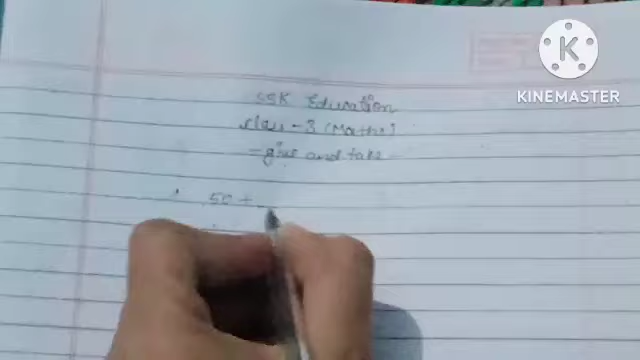 SSK Education
class - 3 (Maths)
- give and take -
50 +
K
KINEMASTER